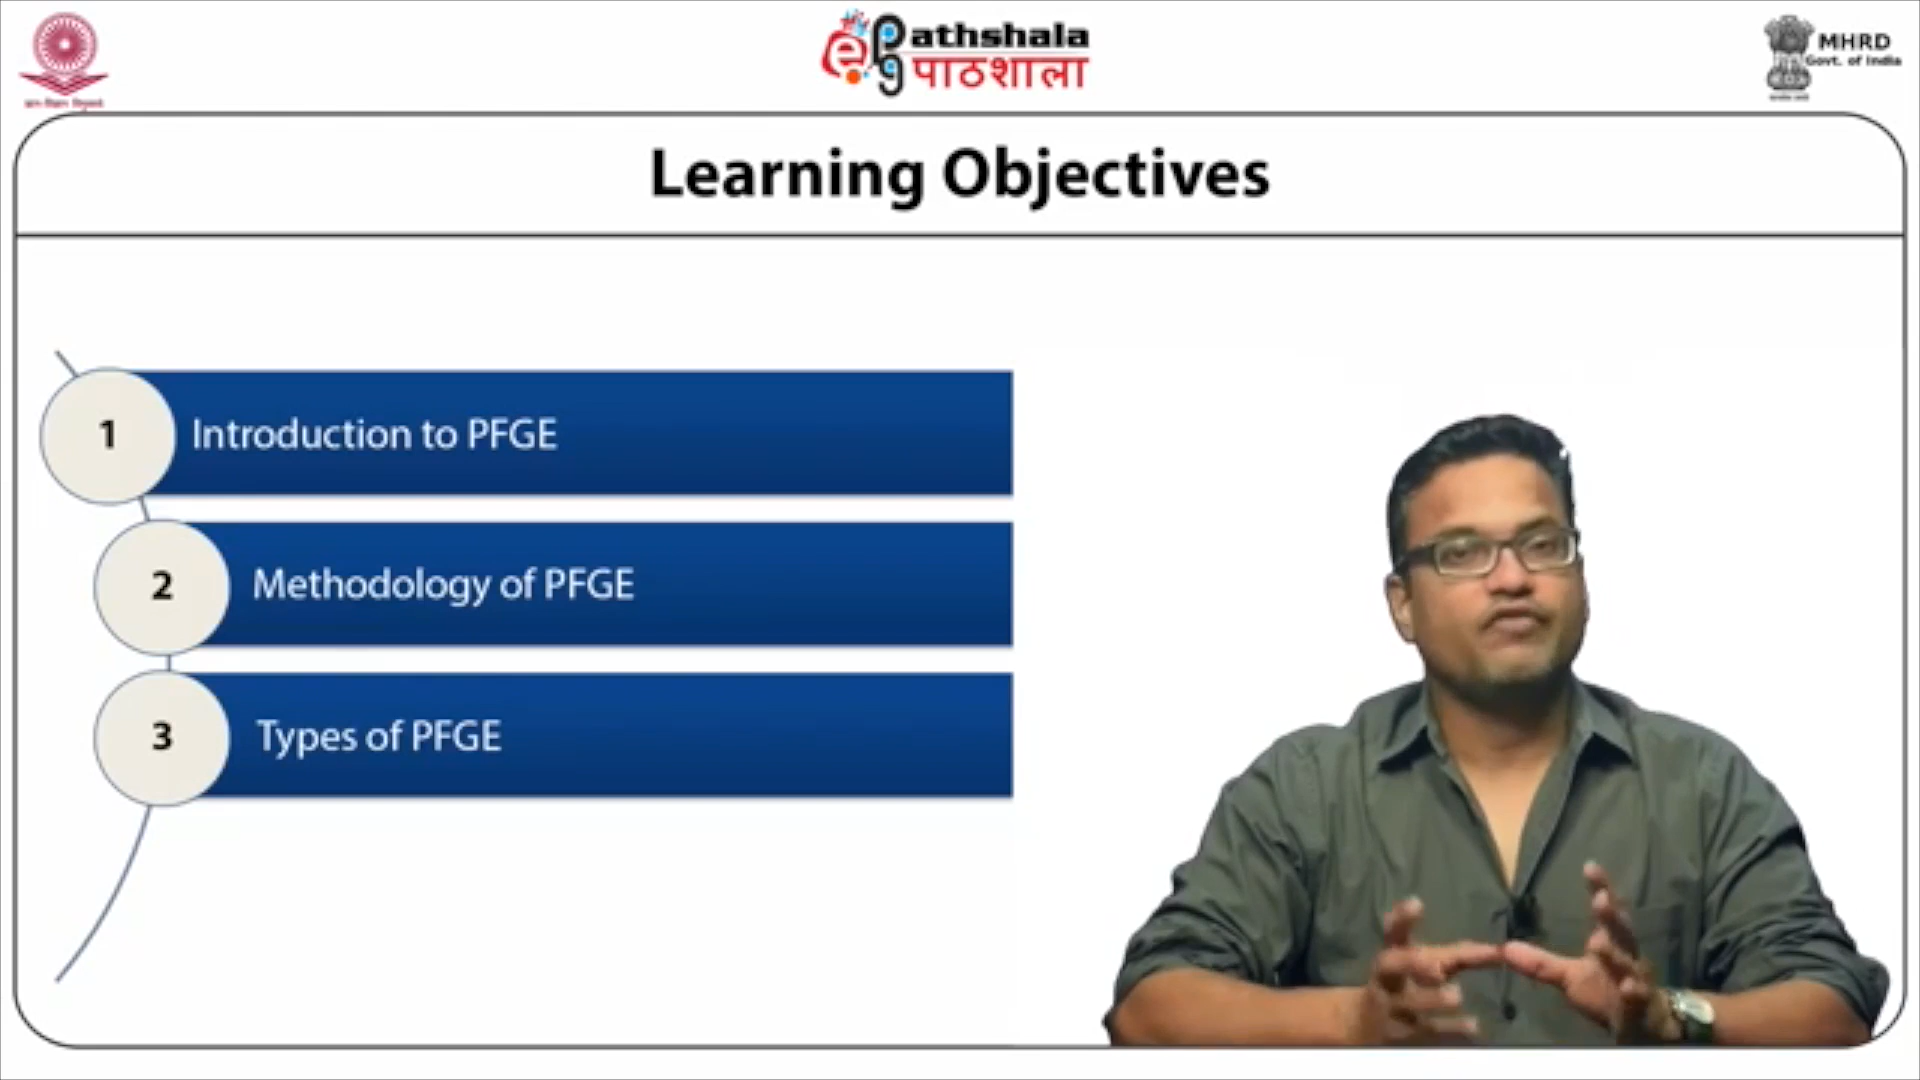 ePathshala
पाठशाला
MHRD
Govt. of India
Learning Objectives
1 Introduction to PFGE
2 Methodology of PFGE
3 Types of PFGE